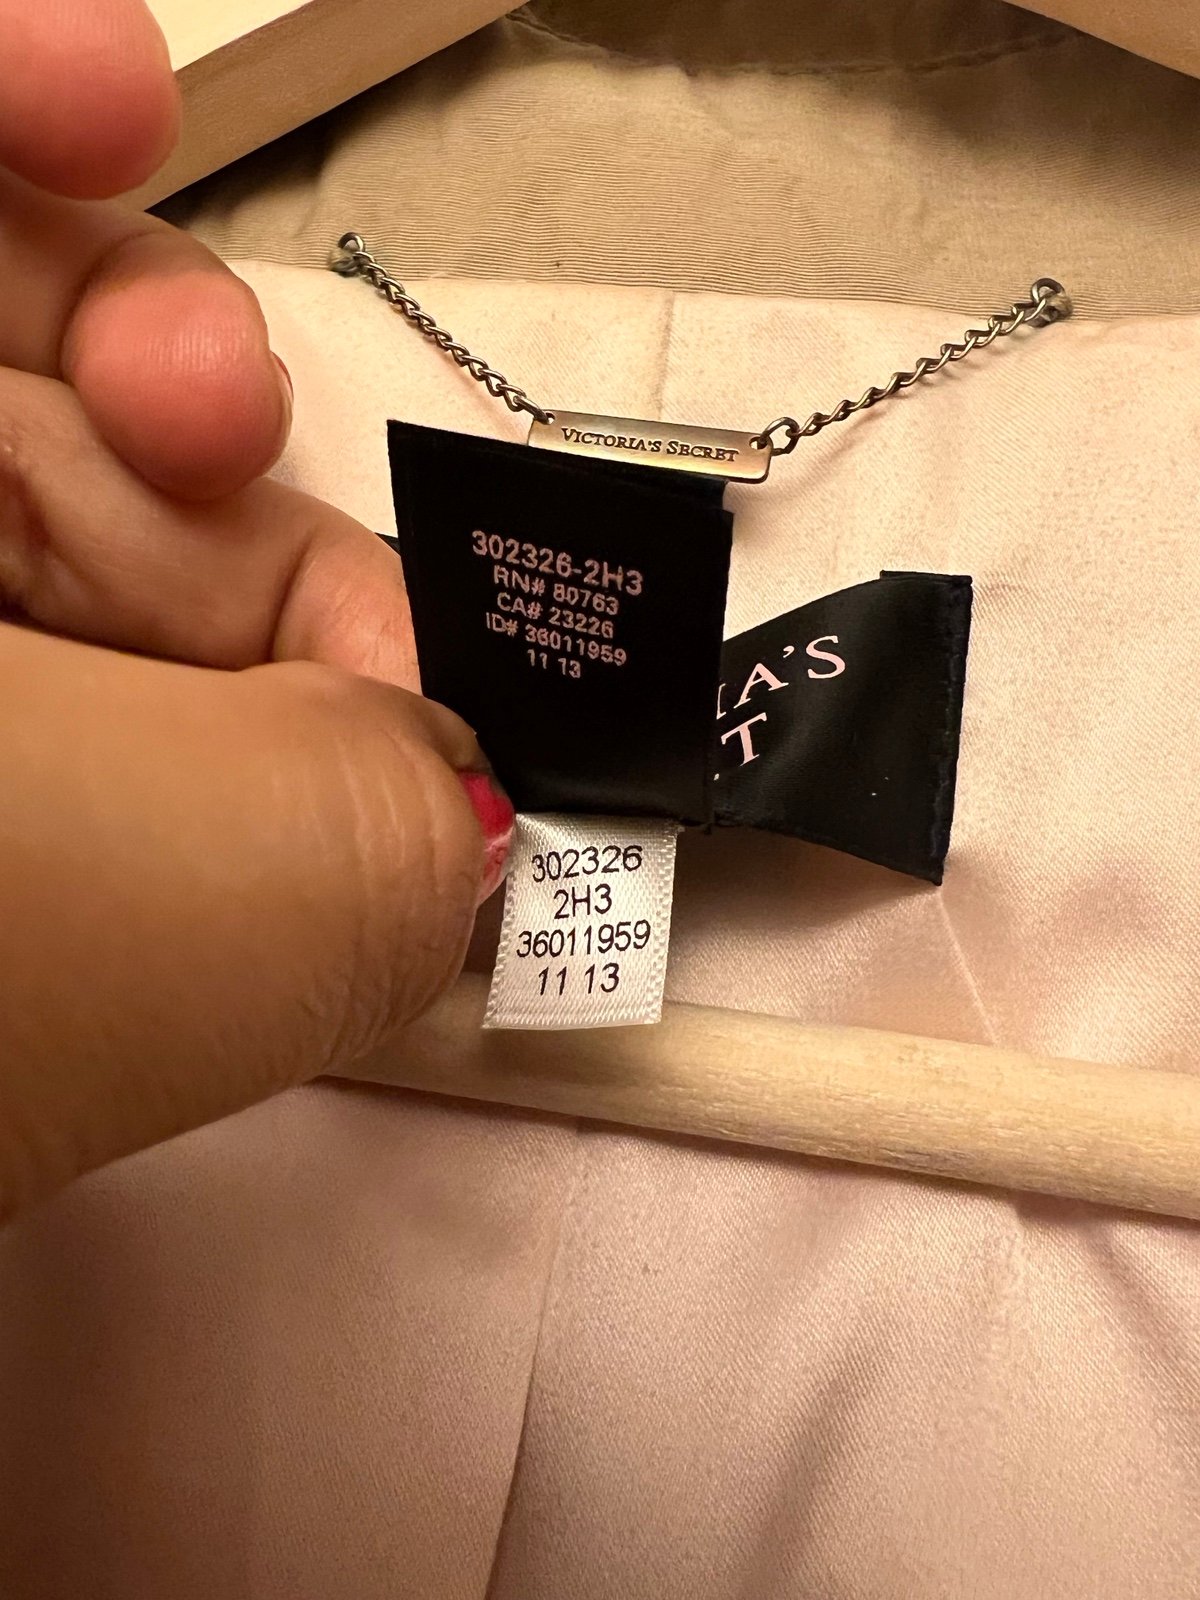 VICTORIA'S SECRET
302326-2H3
RN# 80763
CA# 23226
ID# 36011959
11 13
IA'S
T
302326
2H3
36011959
11 13